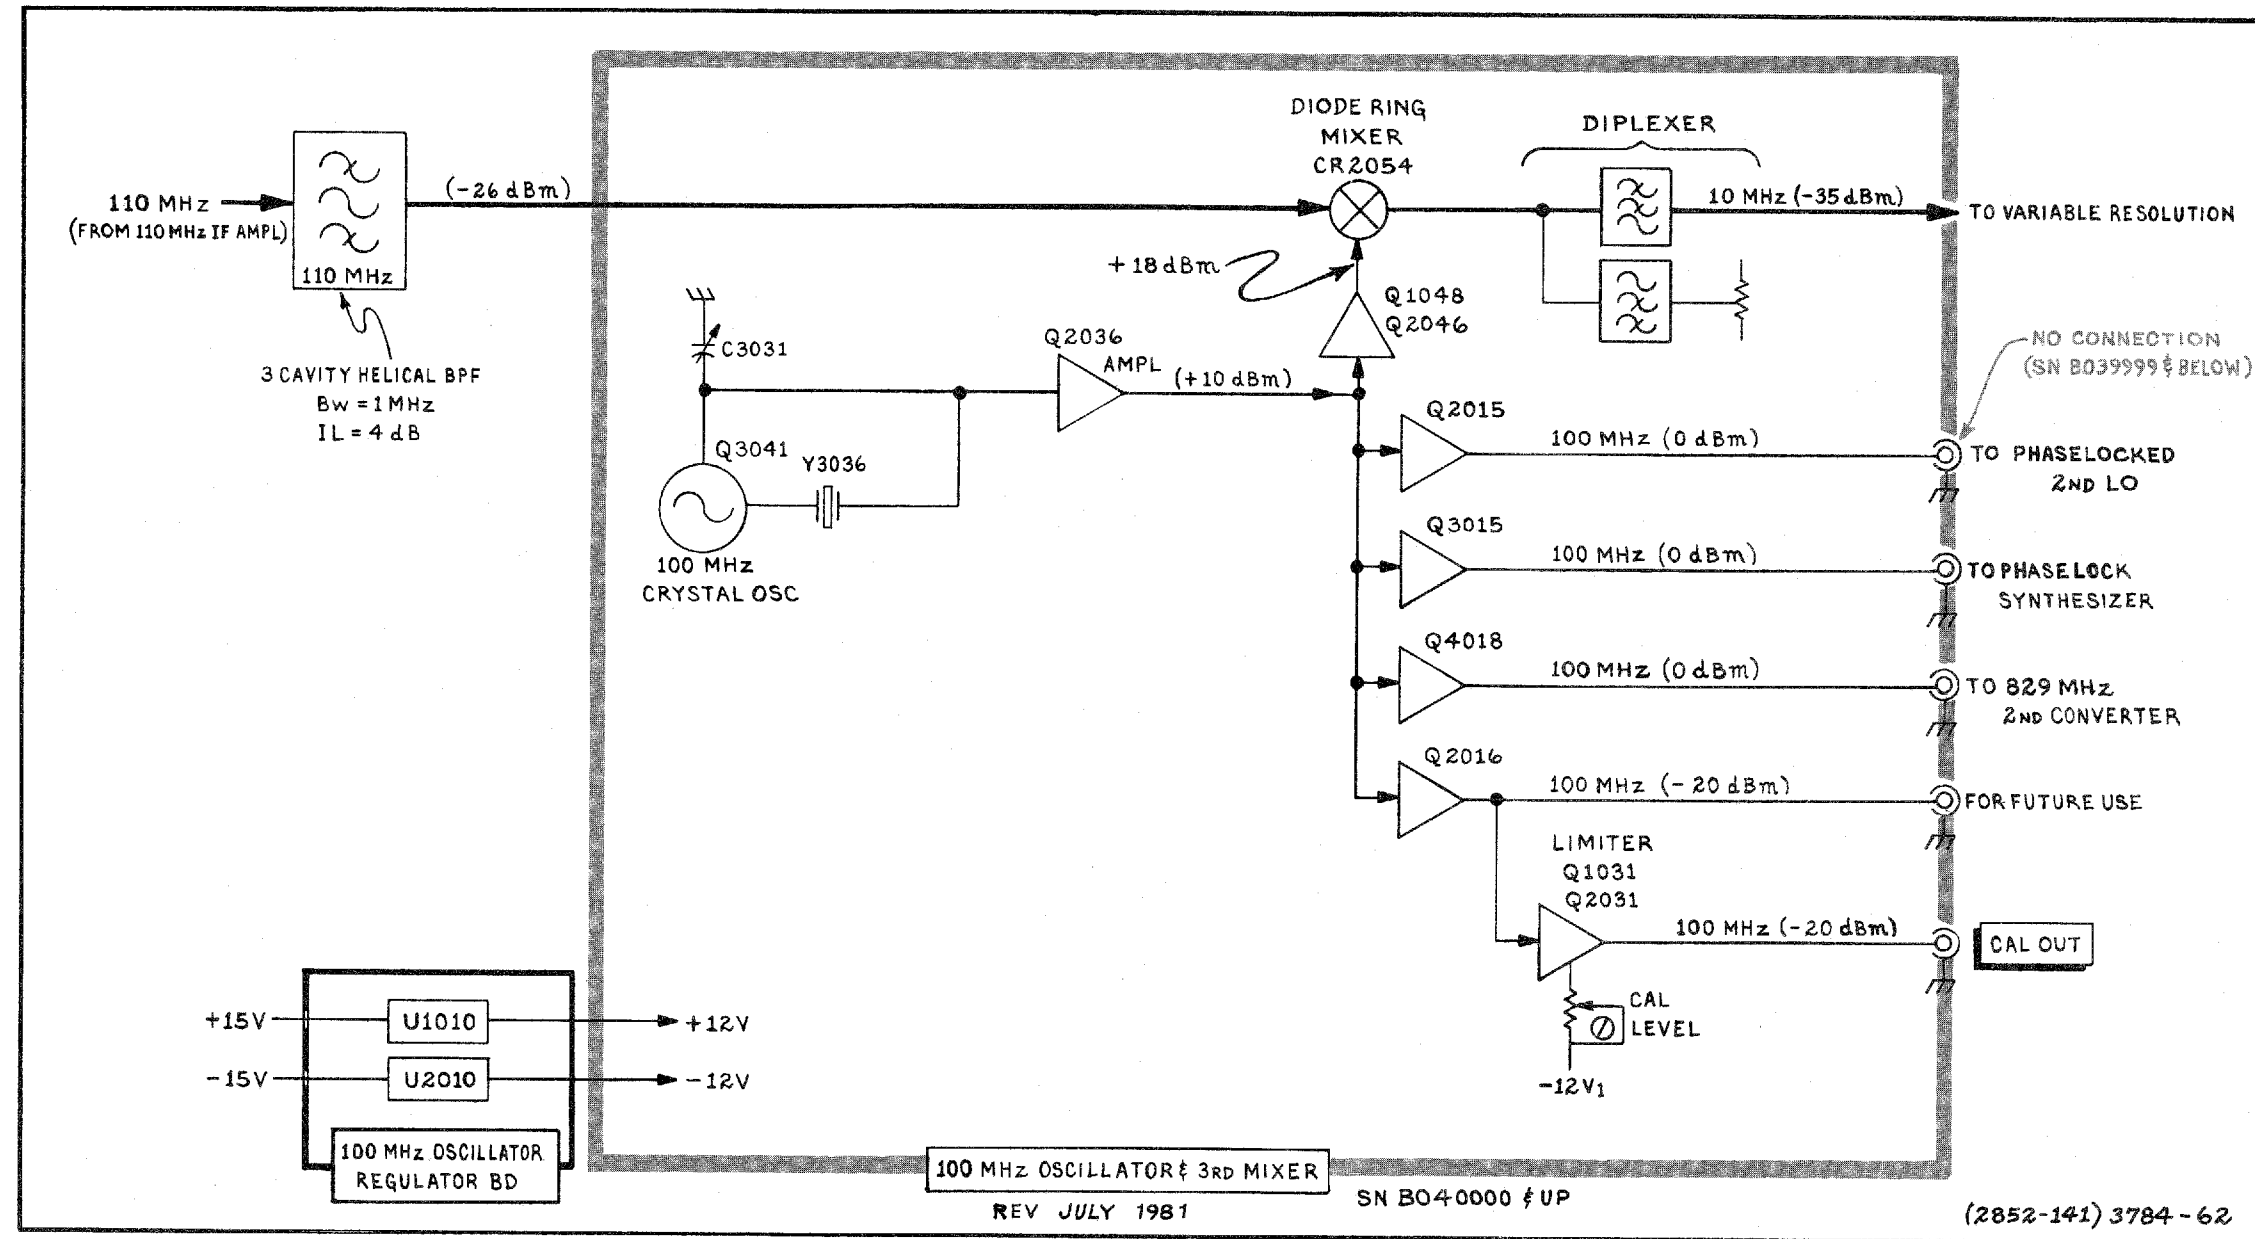 DIODE RING
MIXER
CR2054
DIPLEXER
110 MHz
(FROM 110 MHz IF AMPL)
110 MHz
(-26 dBm)
10 MHz (-35 dBm)
TO VARIABLE RESOLUTION
+18 dBm
Q1048
Q2046
3 CAVITY HELICAL BPF
BW = 1 MHz
IL = 4 dB
C3031
Q2036
AMPL
(+10 dBm)
NO CONNECTION
(SN B039999 & BELOW)
Q3041
Y3036
100 MHz
CRYSTAL OSC
Q2015
100 MHz (0 dBm)
TO PHASELOCKED
2ND LO
Q3015
100 MHz (0 dBm)
TO PHASELOCK
SYNTHESIZER
Q4018
100 MHz (0 dBm)
TO 829 MHz
2ND CONVERTER
Q2016
100 MHz (-20 dBm)
FOR FUTURE USE
LIMITER
Q1031
Q2031
100 MHz (-20 dBm)
CAL OUT
CAL
LEVEL
-12V1
+15V
U1010
+12V
-15V
U2010
-12V
100 MHz OSCILLATOR
REGULATOR BD
100 MHz OSCILLATOR & 3RD MIXER
SN B040000 & UP
REV JULY 1981
(2852-141) 3784-62